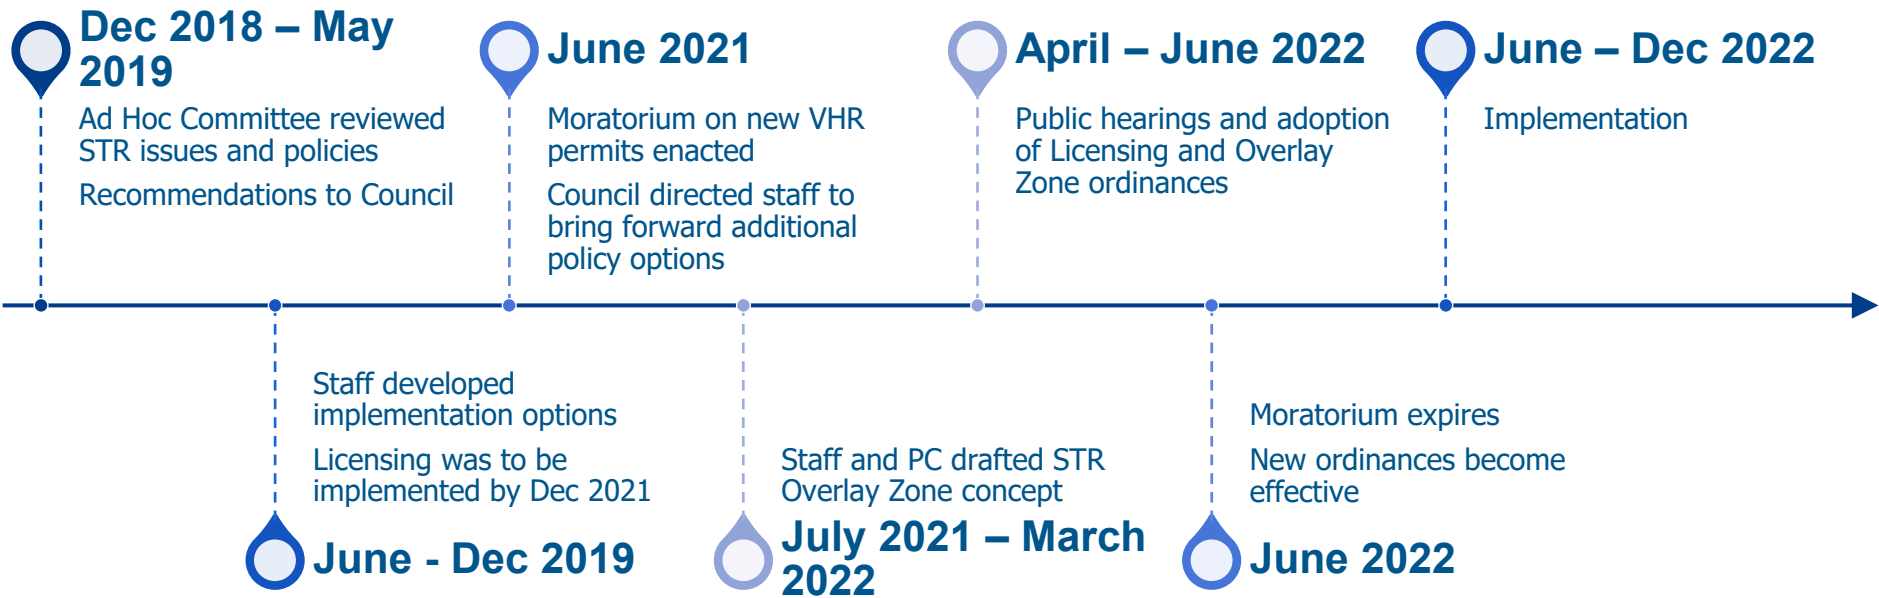 Dec 2018 – May
2019
Ad Hoc Committee reviewed
STR issues and policies
Recommendations to Council
June 2021
Moratorium on new VHR
permits enacted
Council directed staff to
bring forward additional
policy options
April – June 2022
Public hearings and adoption
of Licensing and Overlay
Zone ordinances
June – Dec 2022
Implementation
Staff developed
implementation options
Licensing was to be
implemented by Dec 2021
June - Dec 2019
Staff and PC drafted STR
Overlay Zone concept
July 2021 – March
2022
Moratorium expires
New ordinances become
effective
June 2022